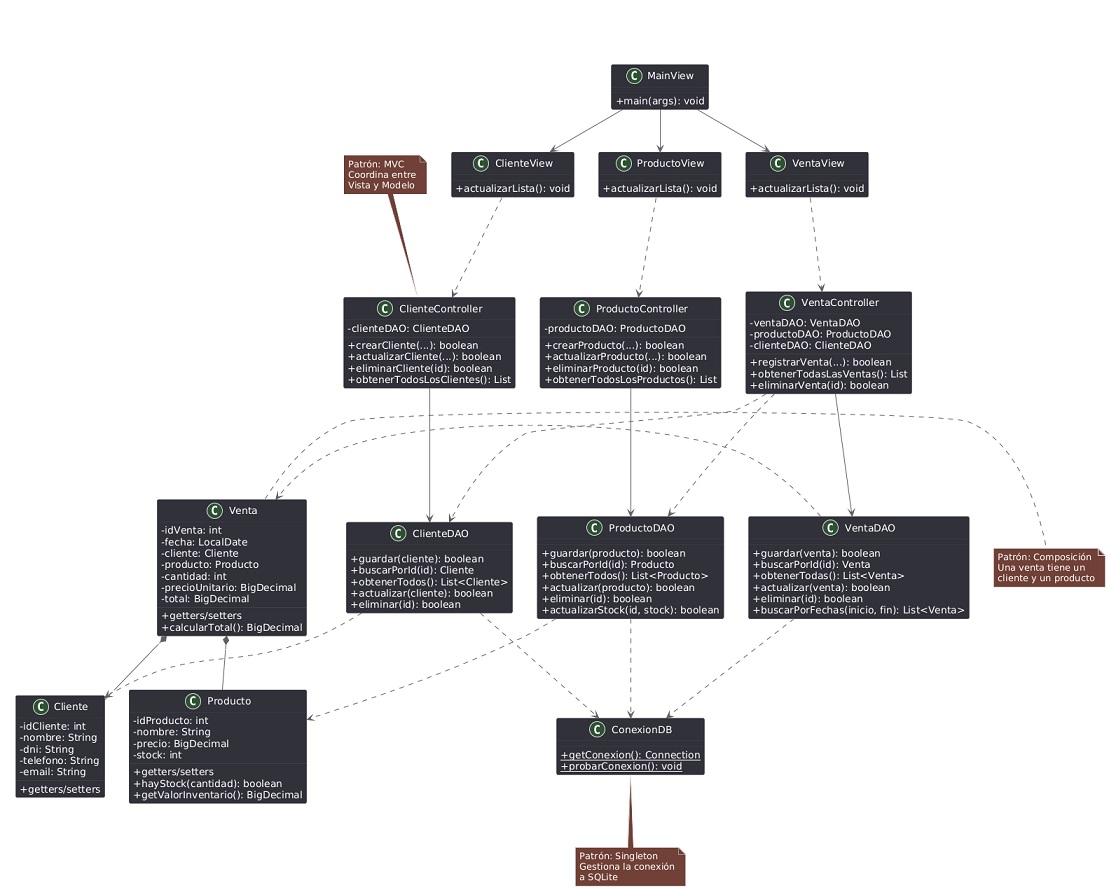 C MainView
+main(args): void
Patrón: MVC
Coordina entre
Vista y Modelo
C ClienteView
+actualizarLista(): void
C ProductoView
+actualizarLista(): void
C VentaView
+actualizarLista(): void
C ClienteController
-clienteDAO: ClienteDAO
+crearCliente(...): boolean
+actualizarCliente(...): boolean
+eliminarCliente(id): boolean
+obtenerTodosLosClientes(): List
C ProductoController
-productoDAO: ProductoDAO
+crearProducto(...): boolean
+actualizarProducto(...): boolean
+eliminarProducto(id): boolean
+obtenerTodosLosProductos(): List
C VentaController
-ventaDAO: VentaDAO
-productoDAO: ProductoDAO
-clienteDAO: ClienteDAO
+registrarVenta(...): boolean
+obtenerTodasLasVentas(): List
+eliminarVenta(id): boolean
C Venta
-idVenta: int
-fecha: LocalDate
-cliente: Cliente
-producto: Producto
-cantidad: int
-precioUnitario: BigDecimal
-total: BigDecimal
+getters/setters
+calcularTotal(): BigDecimal
C ClienteDAO
+guardar(cliente): boolean
+buscarPorId(id): Cliente
+obtenerTodos(): List<Cliente>
+actualizar(cliente): boolean
+eliminar(id): boolean
C ProductoDAO
+guardar(producto): boolean
+buscarPorId(id): Producto
+obtenerTodos(): List<Producto>
+actualizar(producto): boolean
+eliminar(id): boolean
+actualizarStock(id, stock): boolean
C VentaDAO
+guardar(venta): boolean
+buscarPorId(id): Venta
+obtenerTodas(): List<Venta>
+actualizar(venta): boolean
+eliminar(id): boolean
+buscarPorFechas(inicio, fin): List<Venta>
Patrón: Composición
Una venta tiene un
cliente y un producto
C Cliente
-idCliente: int
-nombre: String
-dni: String
-telefono: String
-email: String
+getters/setters
C Producto
-idProducto: int
-nombre: String
-precio: BigDecimal
-stock: int
+getters/setters
+hayStock(cantidad): boolean
+getValorInventario(): BigDecimal
C ConexionDB
+getConexion(): Connection
+probarConexion(): void
Patrón: Singleton
Gestiona la conexión
a SQLite